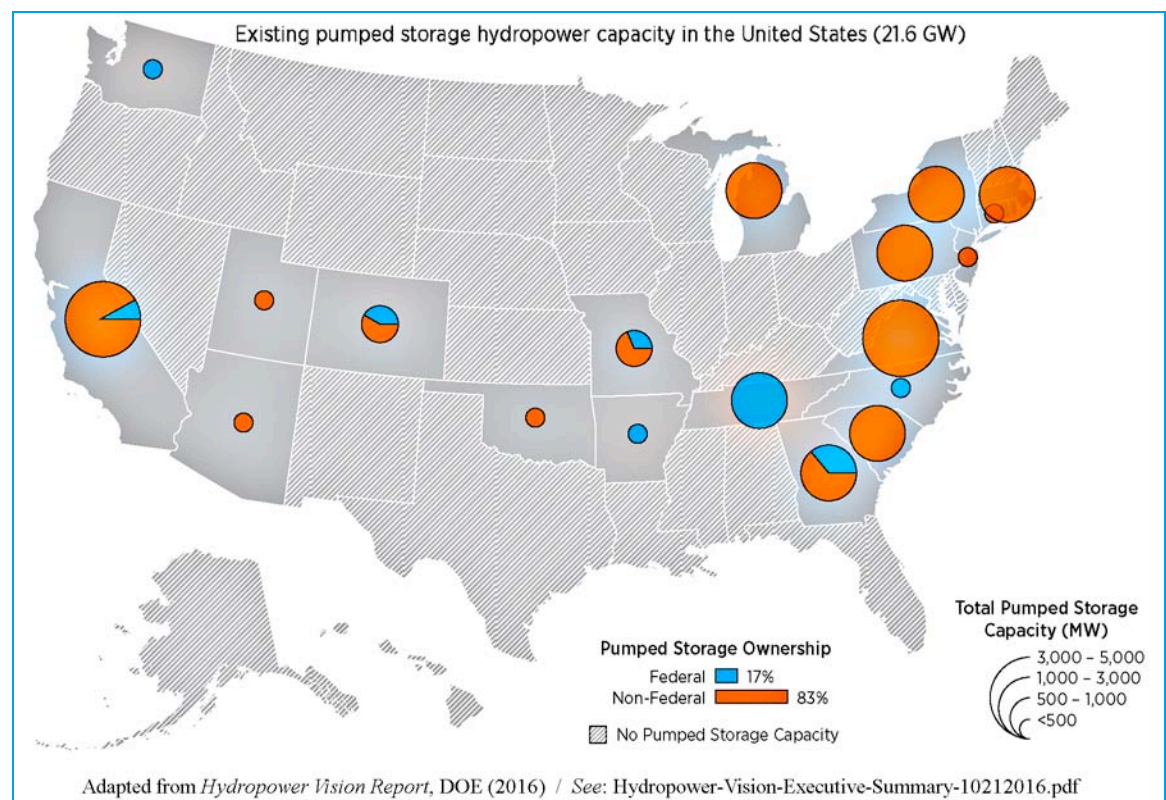 Existing pumped storage hydropower capacity in the United States (21.6 GW)
Pumped Storage Ownership
Federal 17%
Non-Federal 83%
No Pumped Storage Capacity
Total Pumped Storage
Capacity (MW)
3,000 – 5,000
1,000 – 3,000
500 – 1,000
<500
Adapted from Hydropower Vision Report, DOE (2016) / See: Hydropower-Vision-Executive-Summary-10212016.pdf